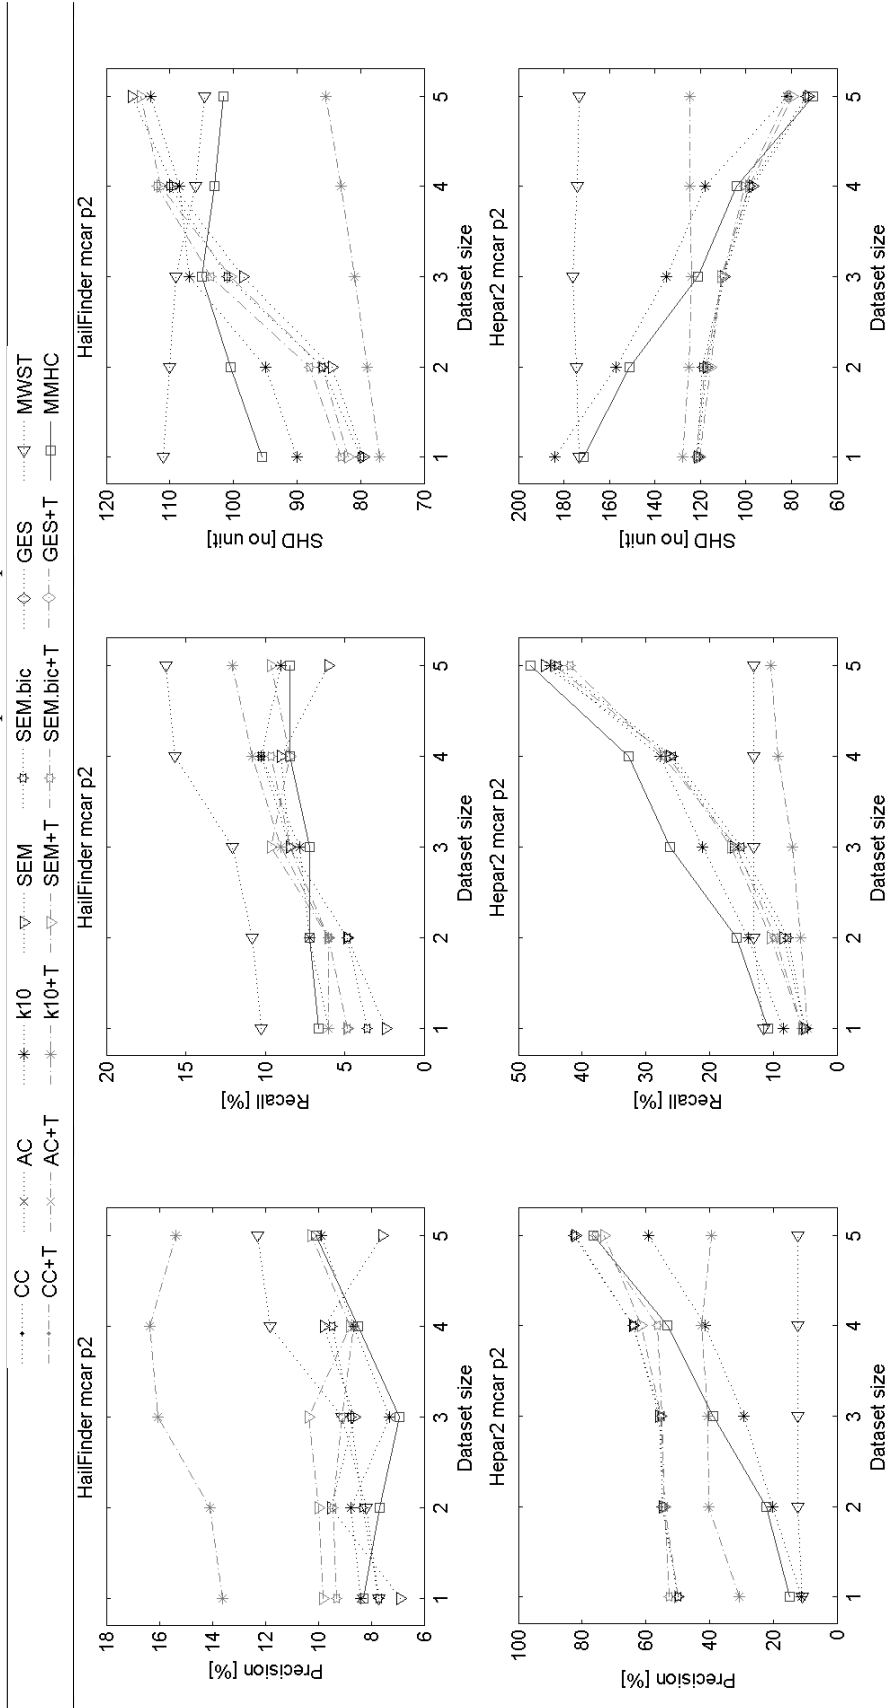 CC AC k10 SEM SEM.bic GES MWST
CC+T AC+T k10+T SEM+T SEM.bic+T GES+T MMHC
HailFinder mcar p2
18
16
14
12
10
8
6
Precision [%]
1 2 3 4 5
Dataset size
HailFinder mcar p2
20
15
10
5
0
Recall [%]
1 2 3 4 5
Dataset size
HailFinder mcar p2
120
110
100
90
80
70
SHD [no unit]
1 2 3 4 5
Dataset size
Hepar2 mcar p2
100
80
60
40
20
Precision [%]
1 2 3 4 5
Dataset size
Hepar2 mcar p2
50
40
30
20
10
0
Recall [%]
1 2 3 4 5
Dataset size
Hepar2 mcar p2
200
180
160
140
120
100
80
60
SHD [no unit]
1 2 3 4 5
Dataset size